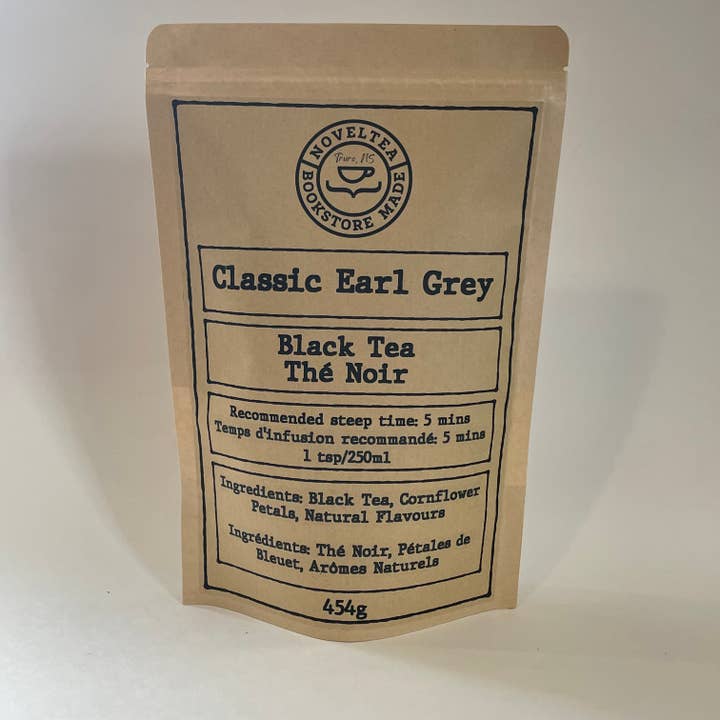 NOVELTEA
Truro, NS
BOOKSTORE MADE
Classic Earl Grey
Black Tea
Thé Noir
Recommended steep time: 5 mins
Temps d'infusion recommandé: 5 mins
1 tsp/250ml
Ingredients: Black Tea, Cornflower
Petals, Natural Flavours
Ingrédients: Thé Noir, Pétales de
Bleuet, Arômes Naturels
454g